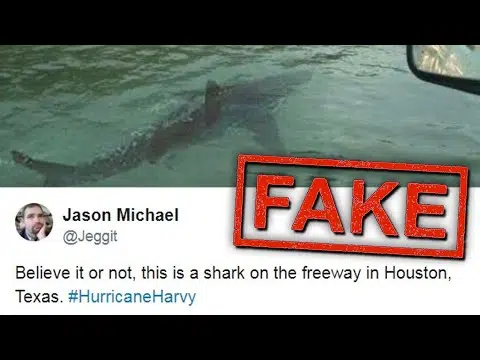 FAKE
Jason Michael
@Jeggit
Believe it or not, this is a shark on the freeway in Houston,
Texas. #HurricaneHarvy